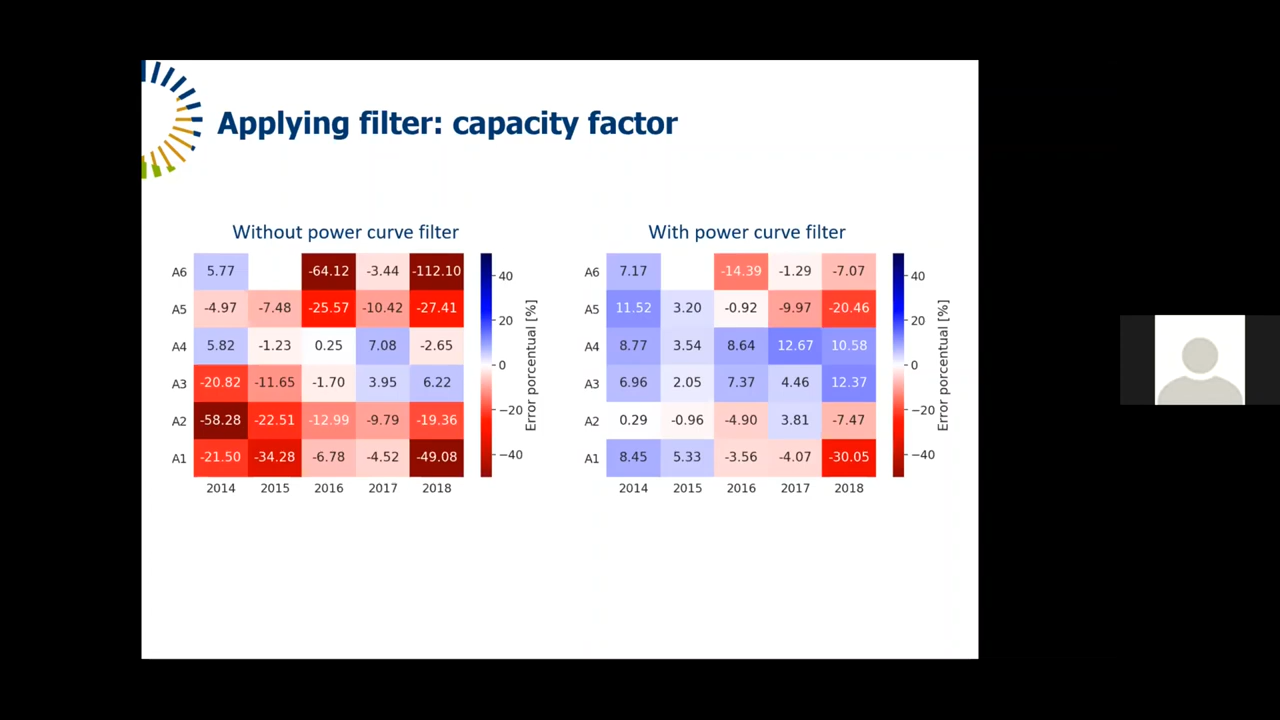 Applying filter: capacity factor
Without power curve filter
A6 5.77 -64.12 -3.44 -112.10
A5 -4.97 -7.48 -25.57 -10.42 -27.41
A4 5.82 -1.23 0.25 7.08 -2.65
A3 -20.82 -11.65 -1.70 3.95 6.22
A2 -58.28 -22.51 -12.99 -9.79 -19.36
A1 -21.50 -34.28 -6.78 -4.52 -49.08
2014 2015 2016 2017 2018
40
20
0
−20
−40
Error porcentual [%]
With power curve filter
A6 7.17 -14.39 -1.29 -7.07
A5 11.52 3.20 -0.92 -9.97 -20.46
A4 8.77 3.54 8.64 12.67 10.58
A3 6.96 2.05 7.37 4.46 12.37
A2 0.29 -0.96 -4.90 3.81 -7.47
A1 8.45 5.33 -3.56 -4.07 -30.05
2014 2015 2016 2017 2018
40
20
0
−20
−40
Error porcentual [%]